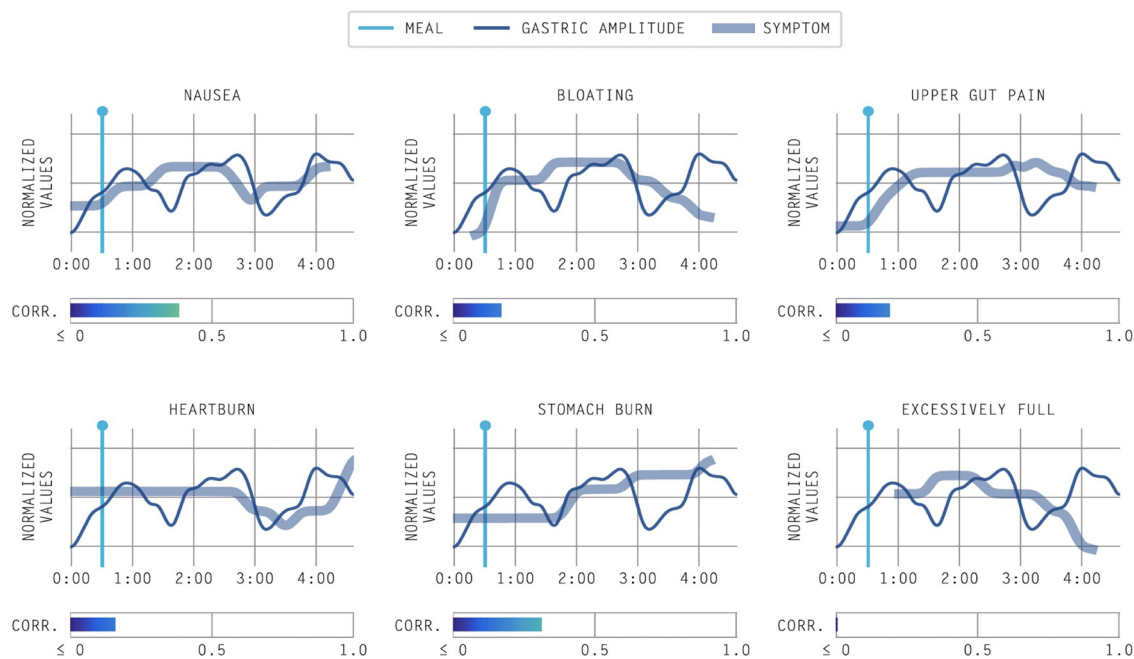 MEAL GASTRIC AMPLITUDE SYMPTOM
NAUSEA BLOATING UPPER GUT PAIN
NORMALIZED VALUES NORMALIZED VALUES NORMALIZED VALUES
0:00 1:00 2:00 3:00 4:00 0:00 1:00 2:00 3:00 4:00 0:00 1:00 2:00 3:00 4:00
CORR. CORR. CORR.
≤ 0 0.5 1.0 ≤ 0 0.5 1.0 ≤ 0 0.5 1.0
HEARTBURN STOMACH BURN EXCESSIVELY FULL
NORMALIZED VALUES NORMALIZED VALUES NORMALIZED VALUES
0:00 1:00 2:00 3:00 4:00 0:00 1:00 2:00 3:00 4:00 0:00 1:00 2:00 3:00 4:00
CORR. CORR. CORR.
≤ 0 0.5 1.0 ≤ 0 0.5 1.0 ≤ 0 0.5 1.0